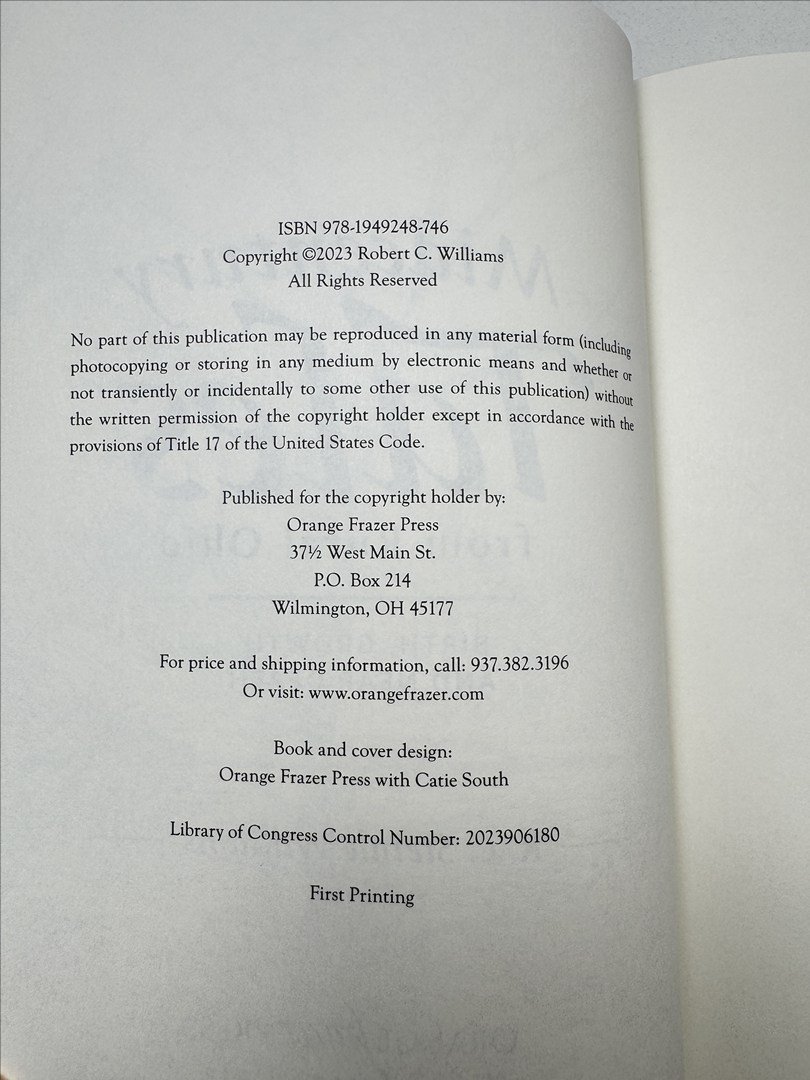 ISBN 978-1949248-746
Copyright ©2023 Robert C. Williams
All Rights Reserved
No part of this publication may be reproduced in any material form (including
photocopying or storing in any medium by electronic means and whether or
not transiently or incidentally to some other use of this publication) without
the written permission of the copyright holder except in accordance with the
provisions of Title 17 of the United States Code.
Published for the copyright holder by:
Orange Frazer Press
37½ West Main St.
P.O. Box 214
Wilmington, OH 45177
For price and shipping information, call: 937.382.3196
Or visit: www.orangefrazer.com
Book and cover design:
Orange Frazer Press with Catie South
Library of Congress Control Number: 2023906180
First Printing